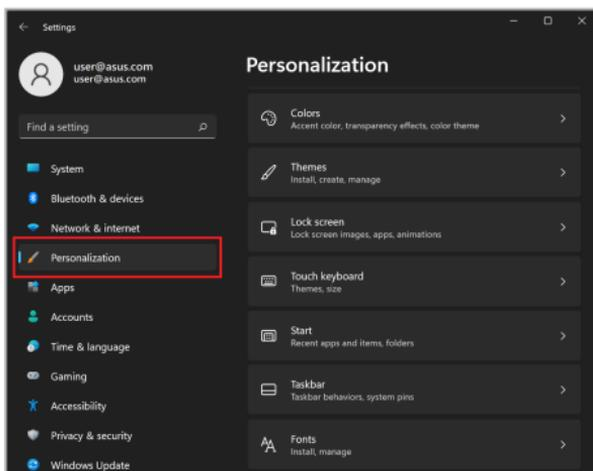 Settings
user@asus.com
user@asus.com
Find a setting
System
Bluetooth & devices
Network & internet
Personalization
Apps
Accounts
Time & language
Gaming
Accessibility
Privacy & security
Windows Update
Personalization
Colors
Accent color, transparency effects, color theme
Themes
Install, create, manage
Lock screen
Lock screen images, apps, animations
Touch keyboard
Themes, size
Start
Recent apps and items, folders
Taskbar
Taskbar behaviors, system pins
Fonts
Install, manage